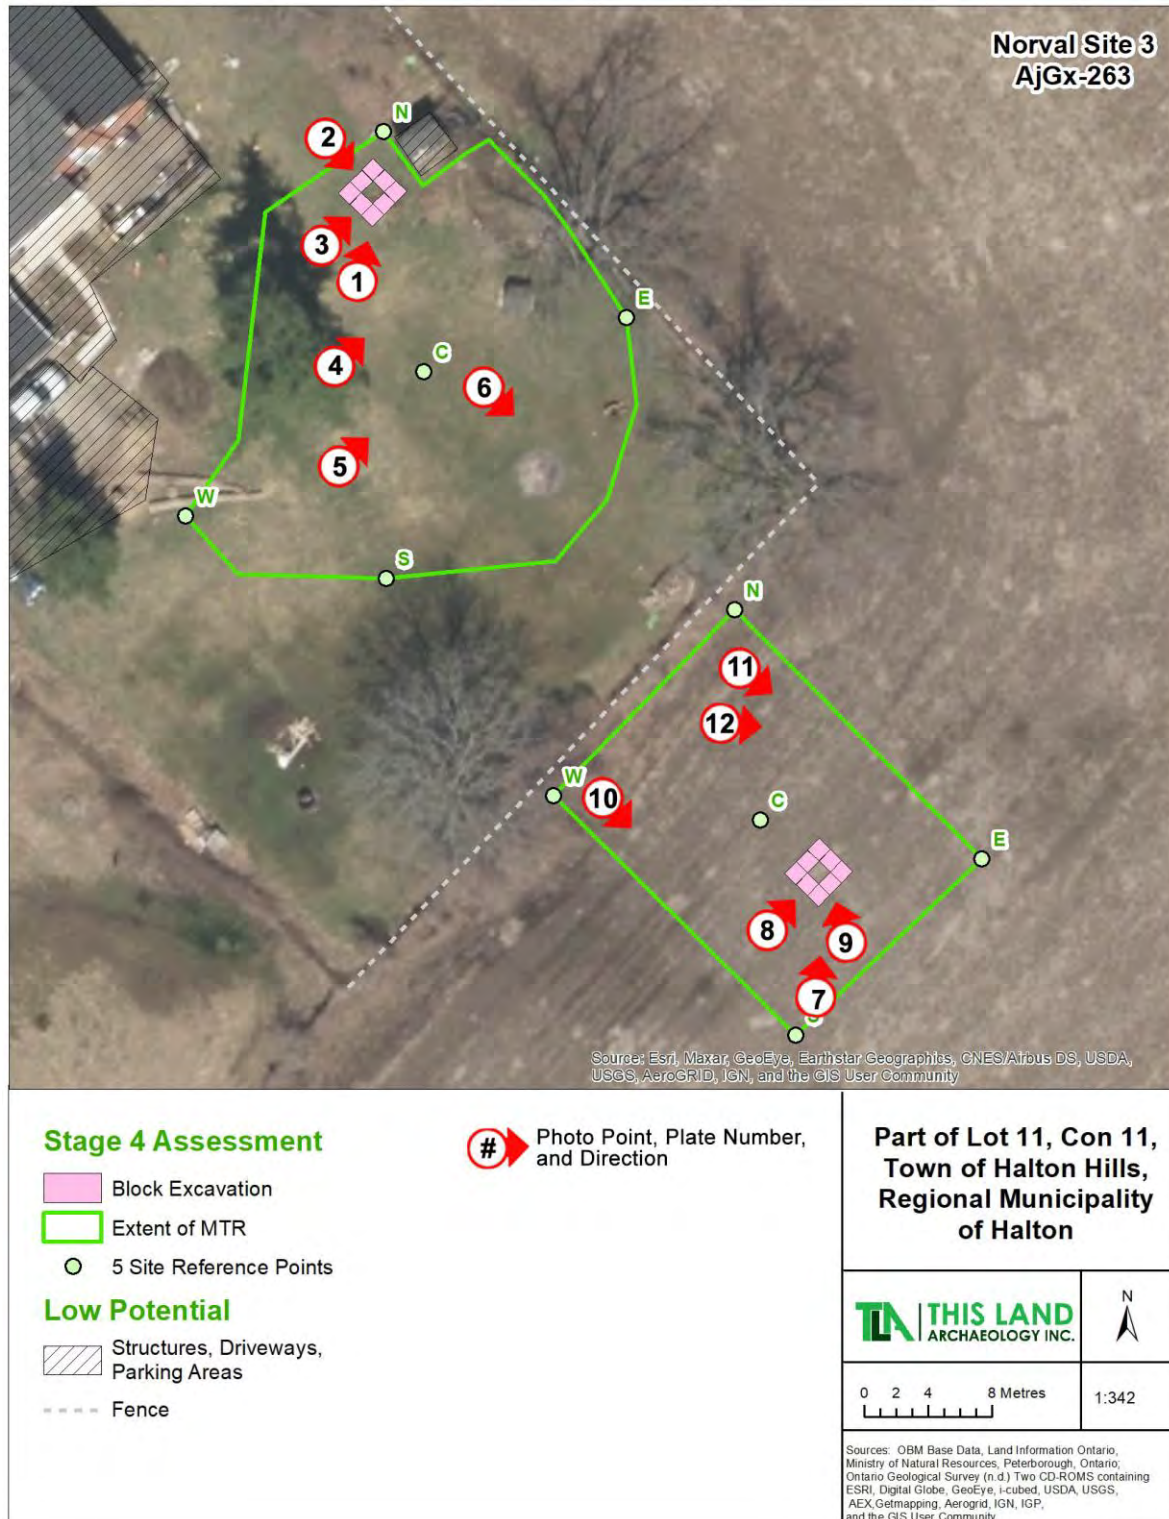 Norval Site 3
AjGx-263
N
2
3
1
E
C
4
6
5
W
S
N
11
12
W
10
C
E
8
9
7
Source: Esri, Maxar, GeoEye, Earthstar Geographics, CNES/Airbus DS, USDA,
USGS, AeroGRID, IGN, and the GIS User Community
Stage 4 Assessment
Block Excavation
Extent of MTR
5 Site Reference Points
Low Potential
Structures, Driveways,
Parking Areas
Fence
# Photo Point, Plate Number,
and Direction
Part of Lot 11, Con 11,
Town of Halton Hills,
Regional Municipality
of Halton
TLA THIS LAND
ARCHAEOLOGY INC.
N
0 2 4 8 Metres
1:342
Sources: OBM Base Data, Land Information Ontario,
Ministry of Natural Resources, Peterborough, Ontario;
Ontario Geological Survey (n.d.) Two CD-ROMS containing
ESRI, Digital Globe, GeoEye, i-cubed, USDA, USGS,
AEX,Getmapping, Aerogrid, IGN, IGP,
and the GIS User Community